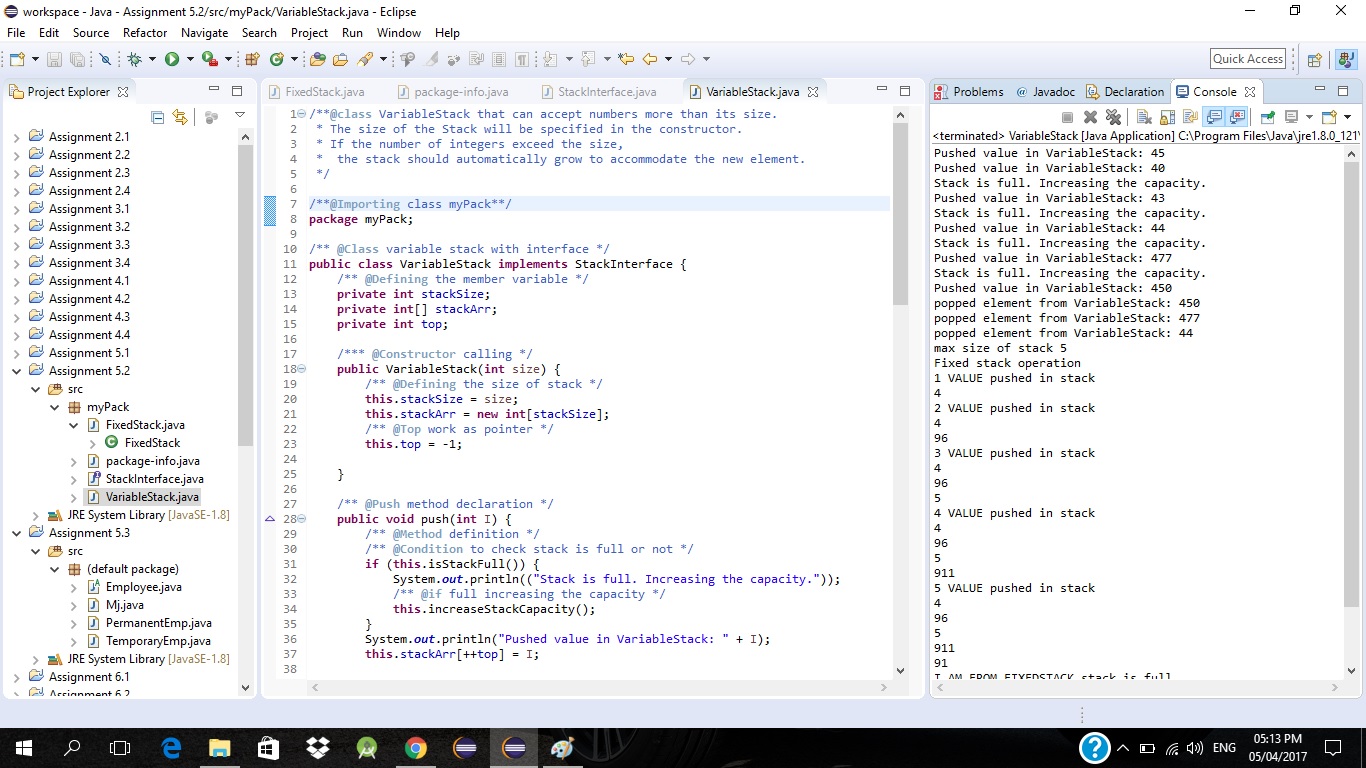 workspace - Java - Assignment 5.2/src/myPack/VariableStack.java - Eclipse
File Edit Source Refactor Navigate Search Project Run Window Help
Quick Access
Project Explorer
Assignment 2.1
Assignment 2.2
Assignment 2.3
Assignment 2.4
Assignment 3.1
Assignment 3.2
Assignment 3.3
Assignment 3.4
Assignment 4.1
Assignment 4.2
Assignment 4.3
Assignment 4.4
Assignment 5.1
Assignment 5.2
src
myPack
FixedStack.java
FixedStack
package-info.java
StackInterface.java
VariableStack.java
JRE System Library [JavaSE-1.8]
Assignment 5.3
src
(default package)
Employee.java
Mj.java
PermanentEmp.java
TemporaryEmp.java
JRE System Library [JavaSE-1.8]
Assignment 6.1
Assignment 6.2
FixedStack.java package-info.java StackInterface.java VariableStack.java
1 /**@class VariableStack that can accept numbers more than its size.
2 * The size of the Stack will be specified in the constructor.
3 * If the number of integers exceed the size,
4 * the stack should automatically grow to accommodate the new element.
5 */
6
7 /**@Importing class myPack**/
8 package myPack;
9
10 /** @Class variable stack with interface */
11 public class VariableStack implements StackInterface {
12 /** @Defining the member variable */
13 private int stackSize;
14 private int[] stackArr;
15 private int top;
16
17 /*** @Constructor calling */
18 public VariableStack(int size) {
19 /** @Defining the size of stack */
20 this.stackSize = size;
21 this.stackArr = new int[stackSize];
22 /** @Top work as pointer */
23 this.top = -1;
24
25 }
26
27 /** @Push method declaration */
28 public void push(int I) {
29 /** @Method definition */
30 /** @Condition to check stack is full or not */
31 if (this.isStackFull()) {
32 System.out.println(("Stack is full. Increasing the capacity."));
33 /** @if full increasing the capacity */
34 this.increaseStackCapacity();
35 }
36 System.out.println("Pushed value in VariableStack: " + I);
37 this.stackArr[++top] = I;
38
Problems @ Javadoc Declaration Console
<terminated> VariableStack [Java Application] C:\Program Files\Java\jre1.8.0_121\
Pushed value in VariableStack: 45
Pushed value in VariableStack: 40
Stack is full. Increasing the capacity.
Pushed value in VariableStack: 43
Stack is full. Increasing the capacity.
Pushed value in VariableStack: 44
Stack is full. Increasing the capacity.
Pushed value in VariableStack: 477
Stack is full. Increasing the capacity.
Pushed value in VariableStack: 450
popped element from VariableStack: 450
popped element from VariableStack: 477
popped element from VariableStack: 44
max size of stack 5
Fixed stack operation
1 VALUE pushed in stack
4
2 VALUE pushed in stack
4
96
3 VALUE pushed in stack
4
96
5
4 VALUE pushed in stack
4
96
5
911
5 VALUE pushed in stack
4
96
5
911
91
I AM FROM FIXEDSTACK stack is full
ENG
05:13 PM
05/04/2017